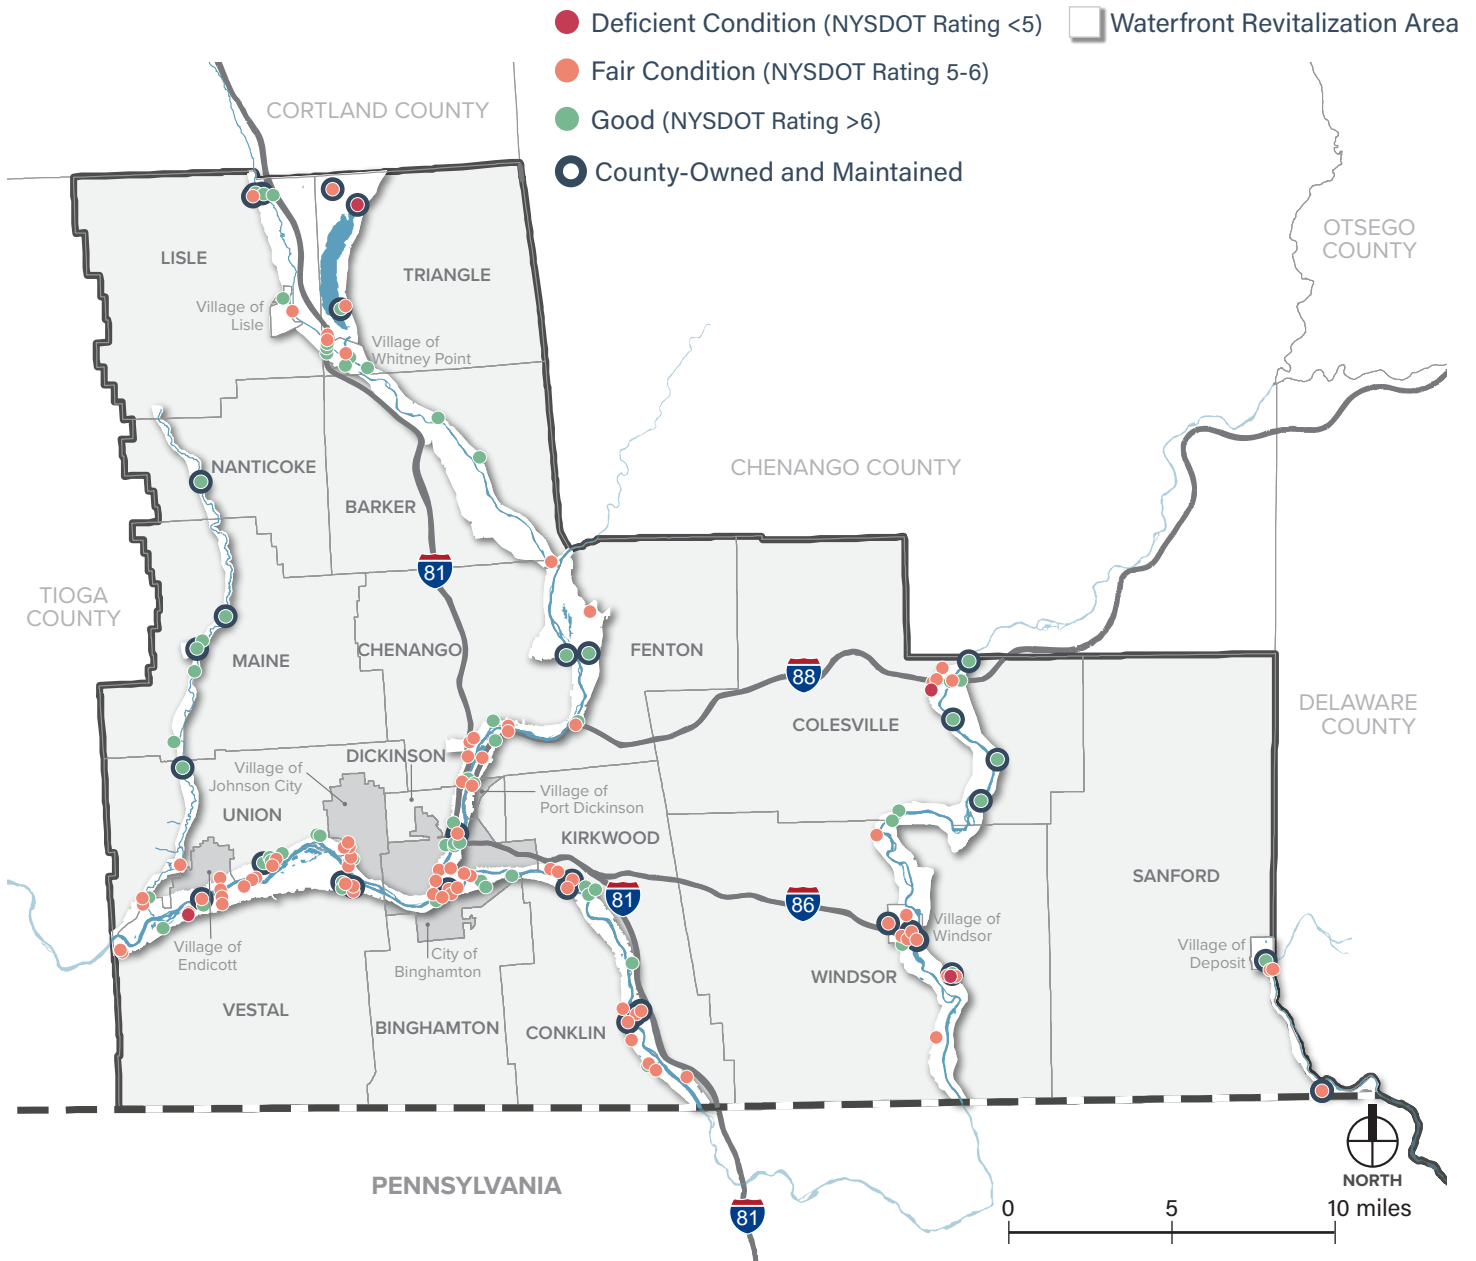 Deficient Condition (NYSDOT Rating <5)
Waterfront Revitalization Area
Fair Condition (NYSDOT Rating 5-6)
Good (NYSDOT Rating >6)
County-Owned and Maintained
CORTLAND COUNTY
OTSEGO
COUNTY
LISLE
TRIANGLE
Village of
Lisle
Village of
Whitney Point
NANTICOKE
CHENANGO COUNTY
BARKER
81
TIOGA
COUNTY
MAINE
CHENANGO
FENTON
88
COLESVILLE
DELAWARE
COUNTY
DICKINSON
Village of
Johnson City
Village of
Port Dickinson
UNION
KIRKWOOD
SANFORD
81
86
Village of
Windsor
Village of
Endicott
City of
Binghamton
Village of
Deposit
WINDSOR
VESTAL
BINGHAMTON
CONKLIN
PENNSYLVANIA
NORTH
81
0
5
10 miles